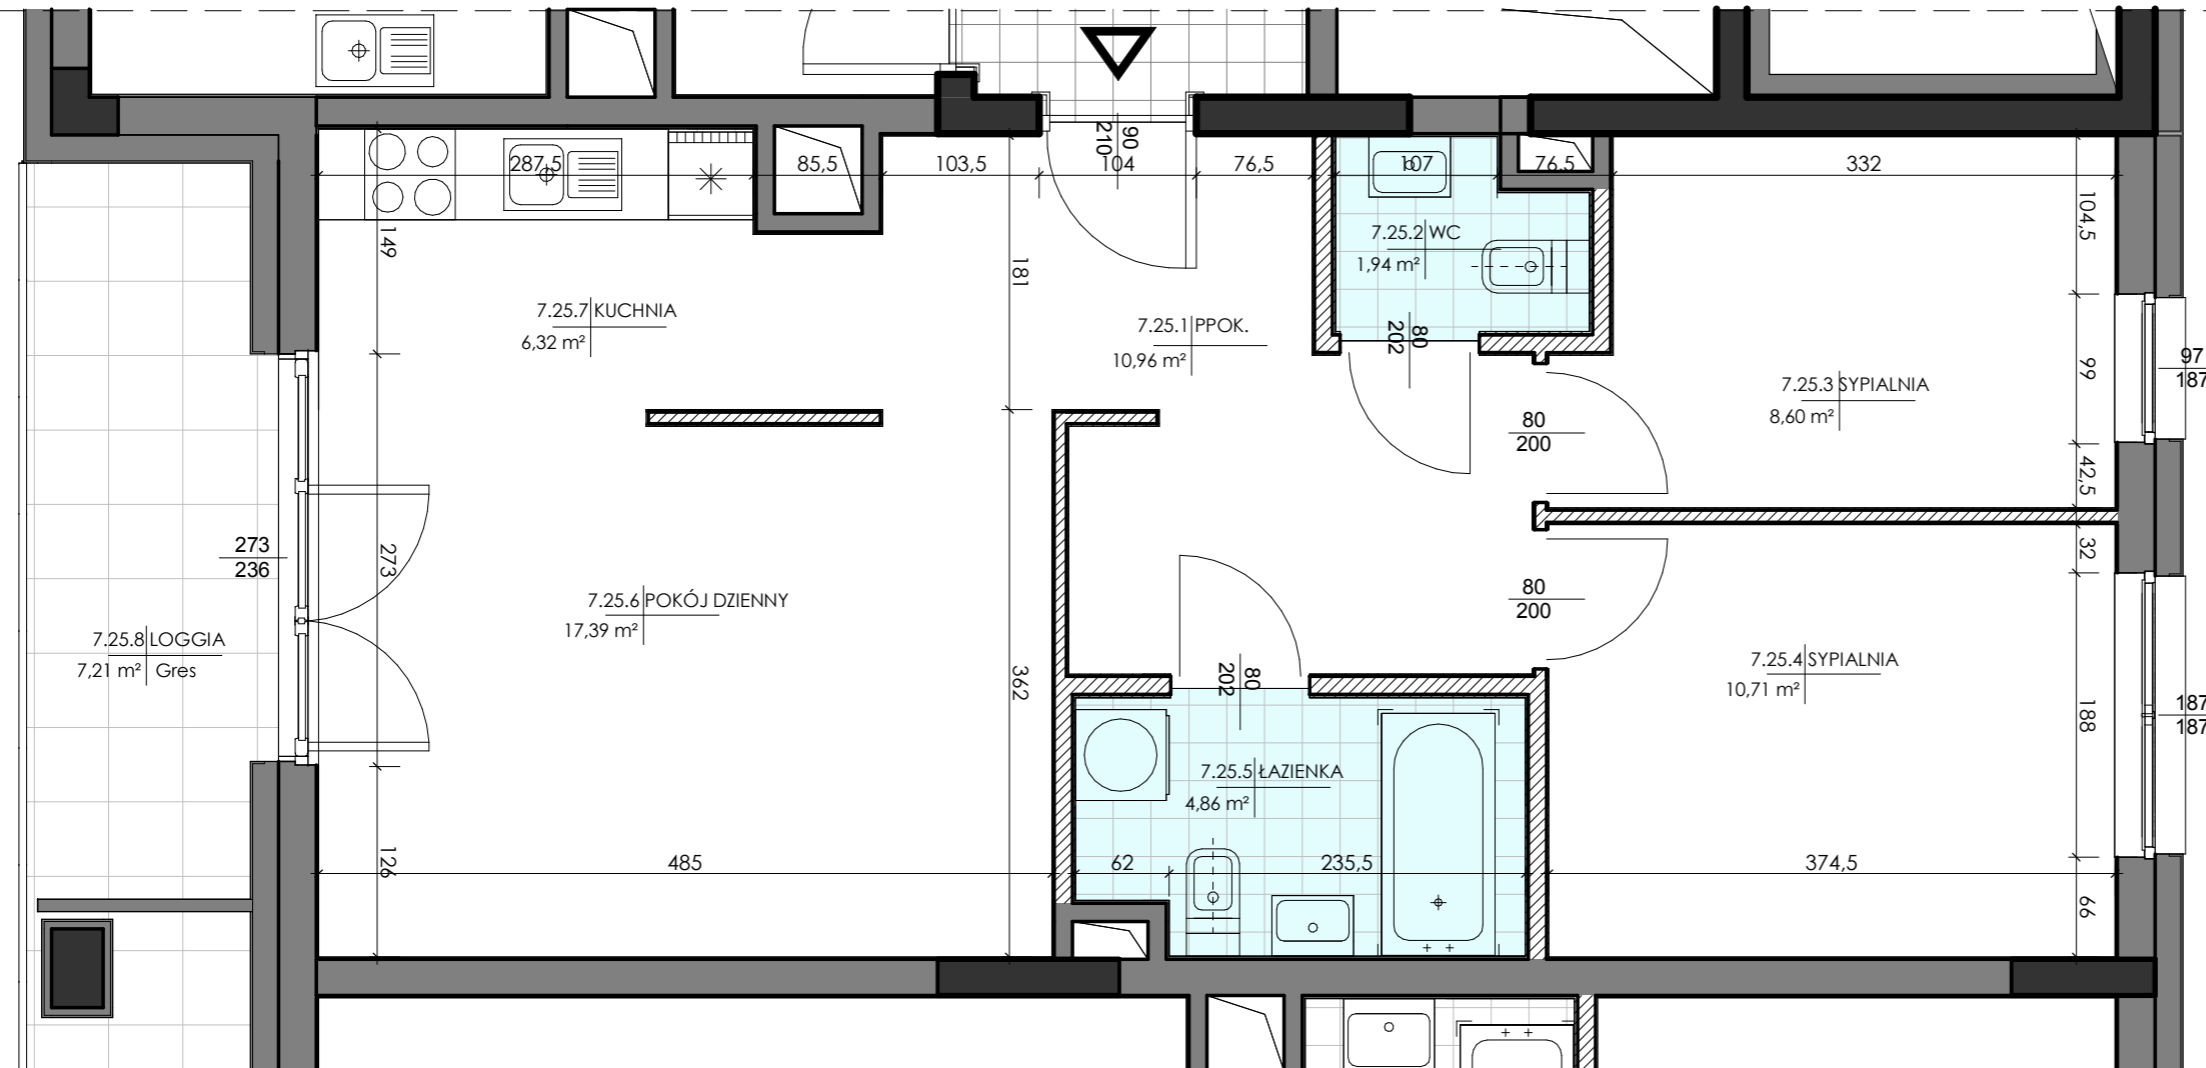 90
210
287,5
85,5
103,5
104
76,5
107
76,5
332
104,5
149
7.25.2 WC
1,94 m²
181
7.25.7 KUCHNIA
6,32 m²
7.25.1 PPOK.
10,96 m²
80
202
97
187
99
7.25.3 SYPIALNIA
8,60 m²
80
200
42,5
273
236
273
32
80
200
7.25.6 POKÓJ DZIENNY
17,39 m²
7.25.8 LOGGIA
7,21 m² Gres
7.25.4 SYPIALNIA
10,71 m²
362
80
202
188
187
187
7.25.5 ŁAZIENKA
4,86 m²
126
485
62
235,5
374,5
66